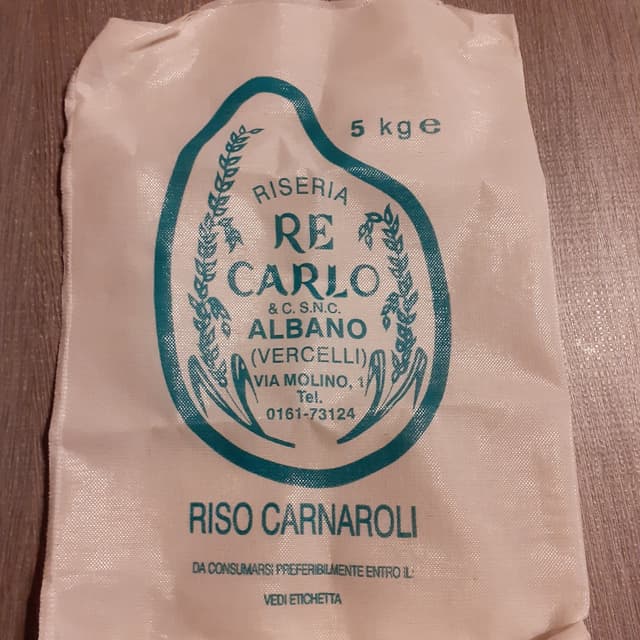 5 kg e
RISERIA
RE
CARLO
& C. S.N.C.
ALBANO
(VERCELLI)
VIA MOLINO, 1
Tel.
0161-73124
RISO CARNAROLI
DA CONSUMARSI PREFERIBILMENTE ENTRO IL:
VEDI ETICHETTA